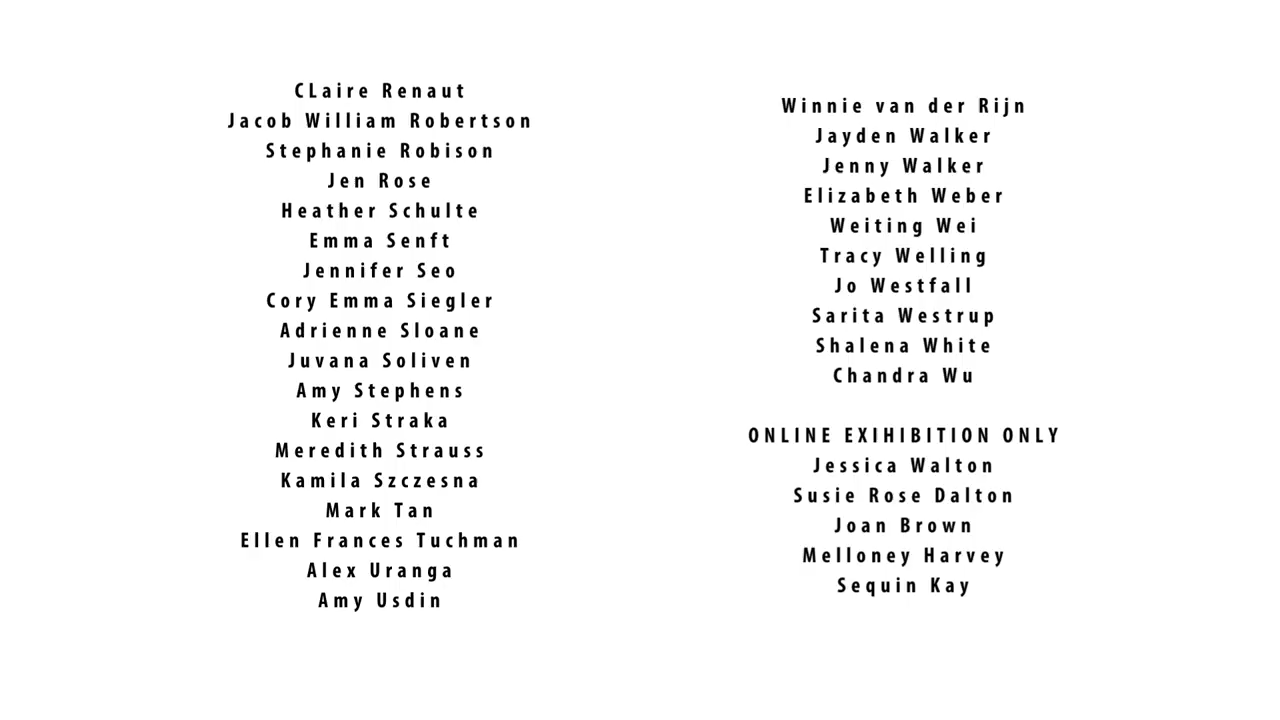 CLaire Renaut
Jacob William Robertson
Stephanie Robison
Jen Rose
Heather Schulte
Emma Senft
Jennifer Seo
Cory Emma Siegler
Adrienne Sloane
Juvana Soliven
Amy Stephens
Keri Straka
Meredith Strauss
Kamila Szczesna
Mark Tan
Ellen Frances Tuchman
Alex Uranga
Amy Usdin
Winnie van der Rijn
Jayden Walker
Jenny Walker
Elizabeth Weber
Weiting Wei
Tracy Welling
Jo Westfall
Sarita Westrup
Shalena White
Chandra Wu
ONLINE EXIHIBITION ONLY
Jessica Walton
Susie Rose Dalton
Joan Brown
Melloney Harvey
Sequin Kay